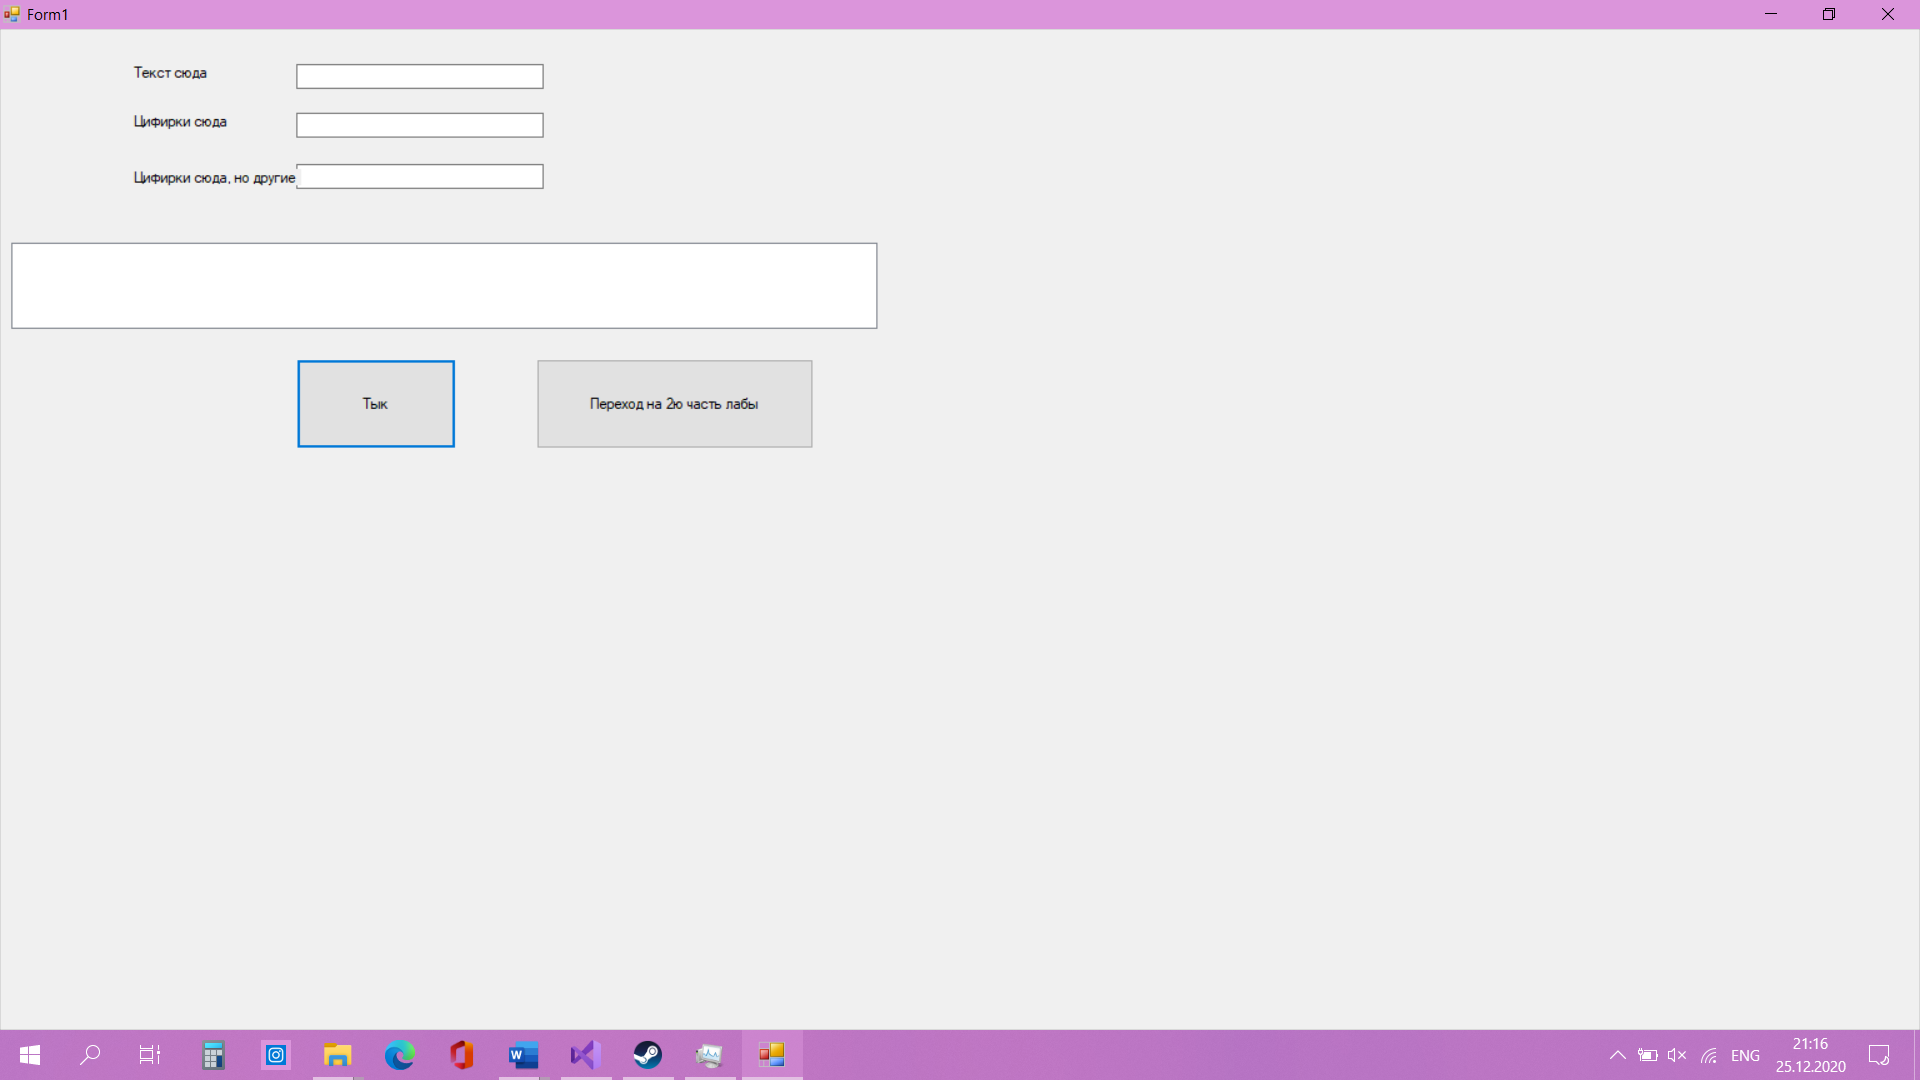 Form1
Текст сюда
Цифирки сюда
Цифирки сюда, но другие
Тык
Переход на 2ю часть лабы
ENG
21:16
25.12.2020